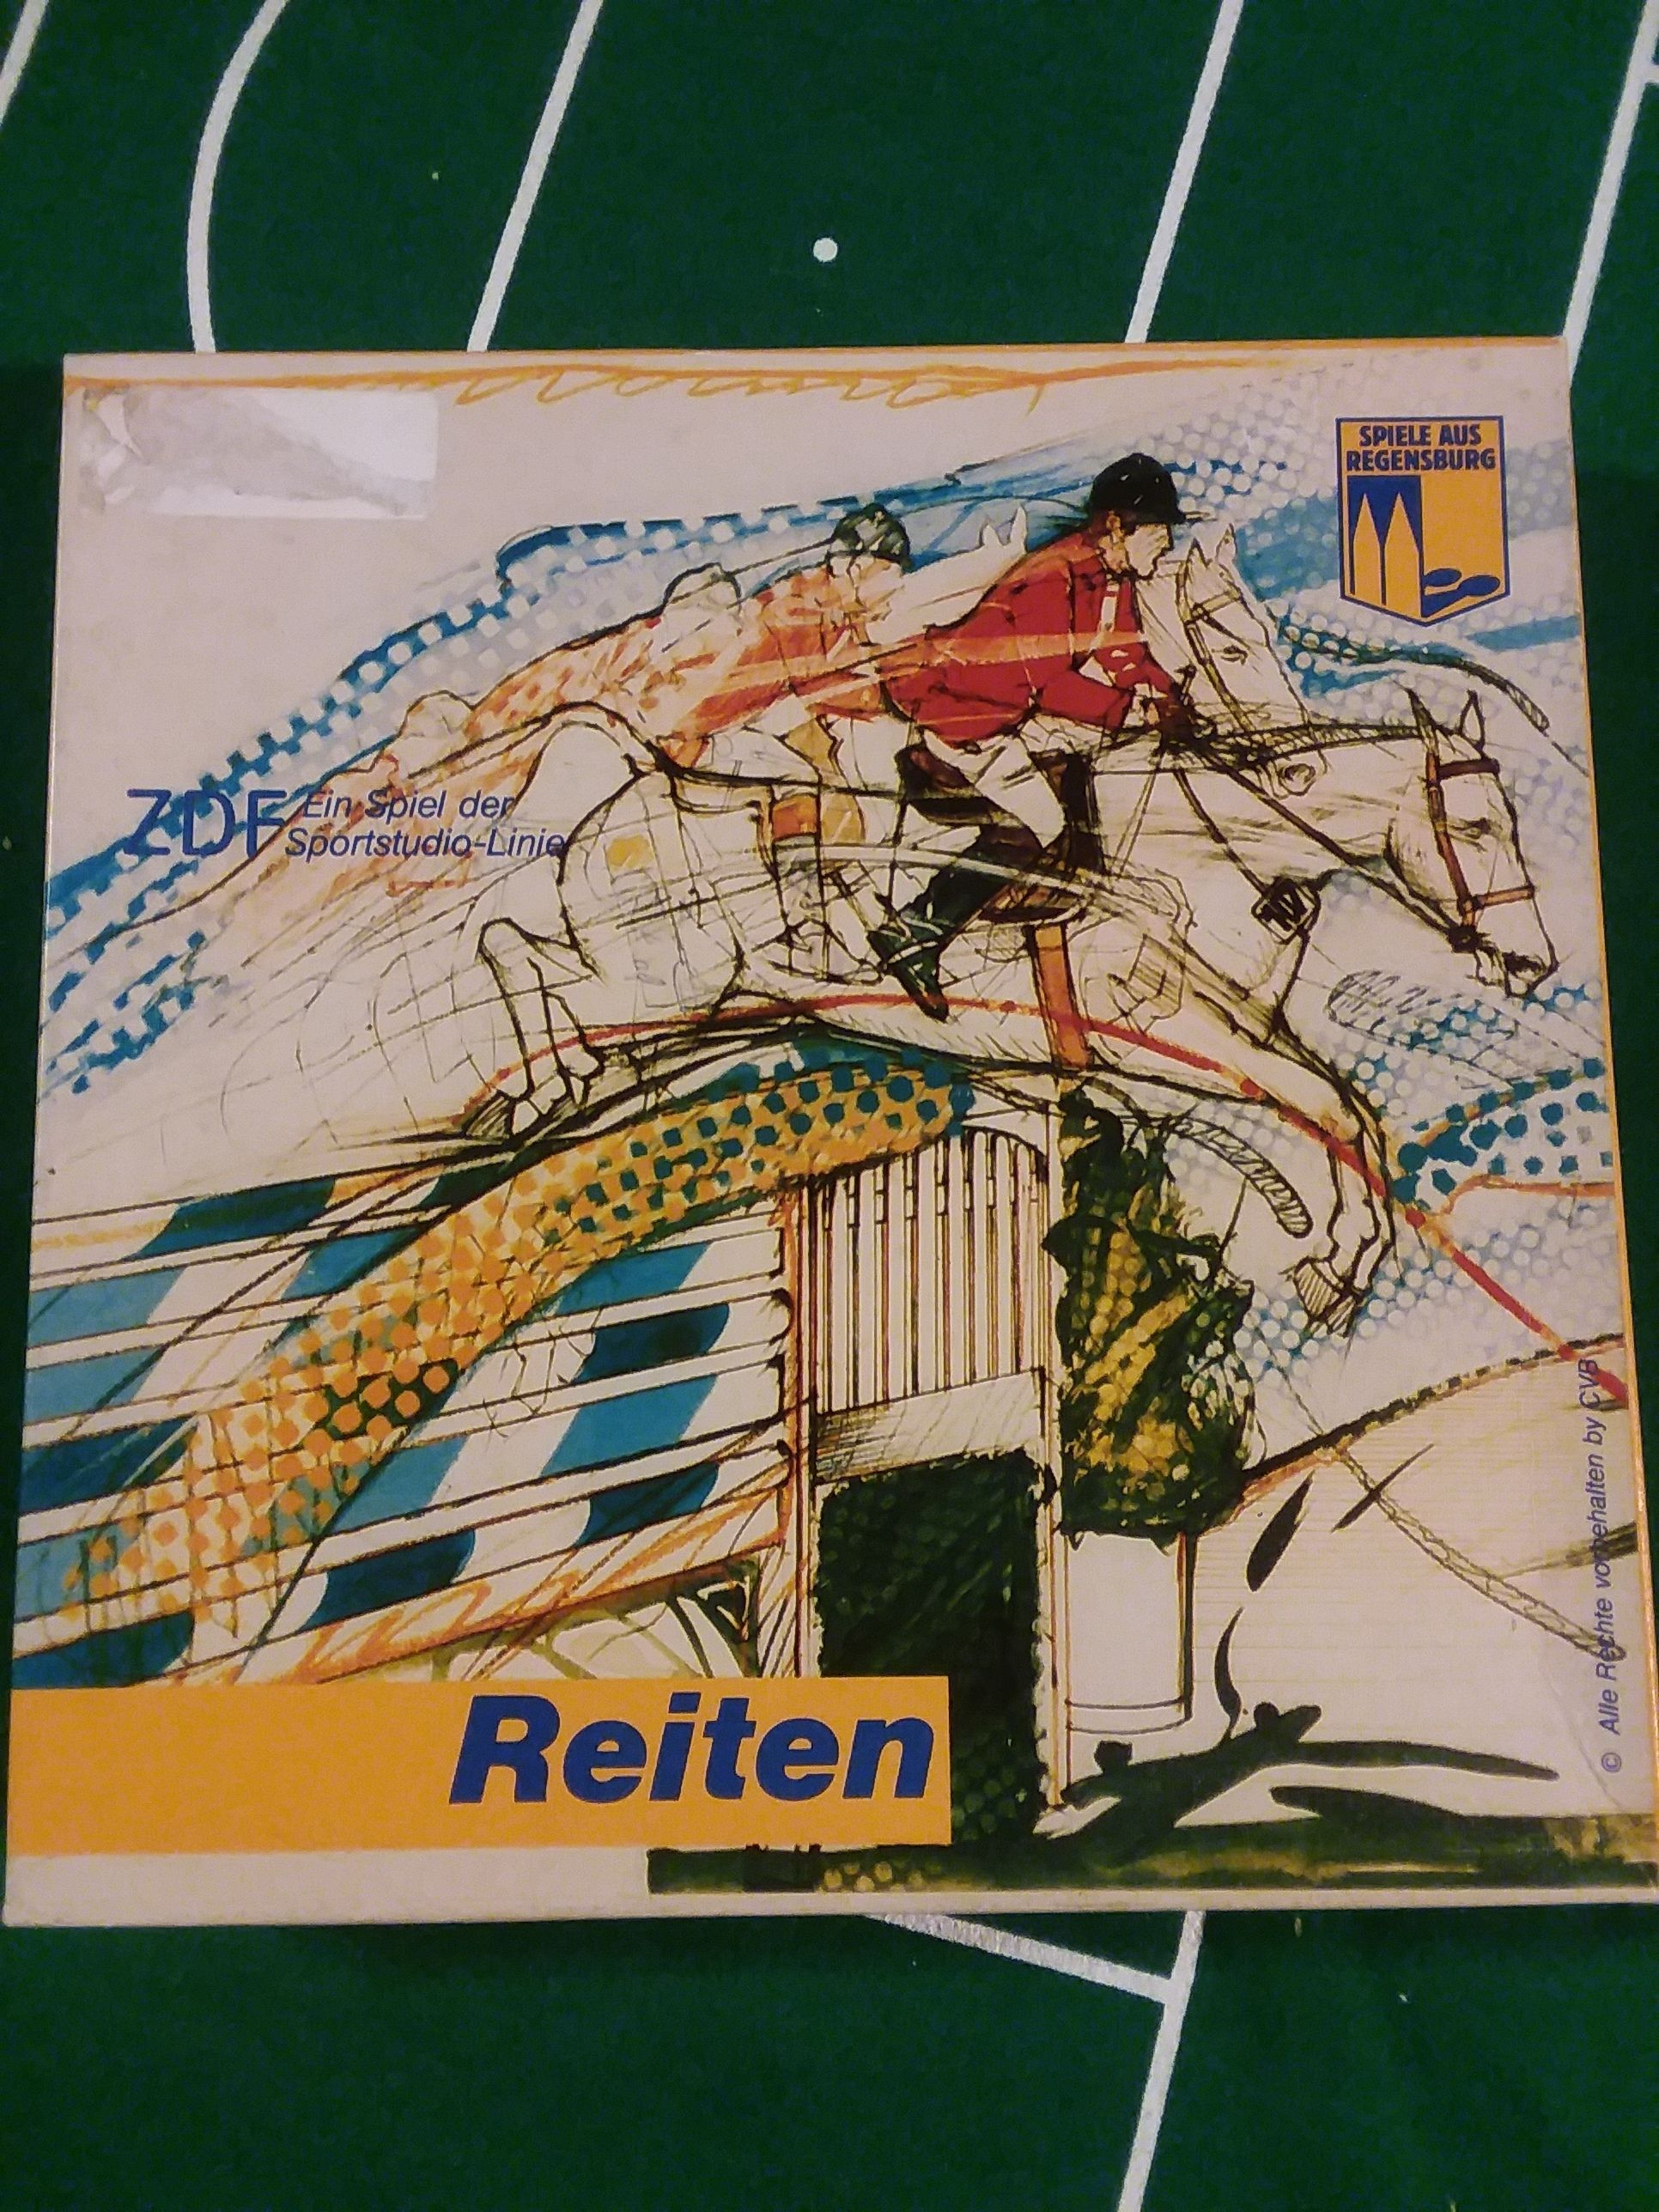 SPIELE AUS
REGENSBURG
ZDF Ein Spiel der
Sportstudio-Linie
Reiten
© Alle Rechte vorbehalten by CVB